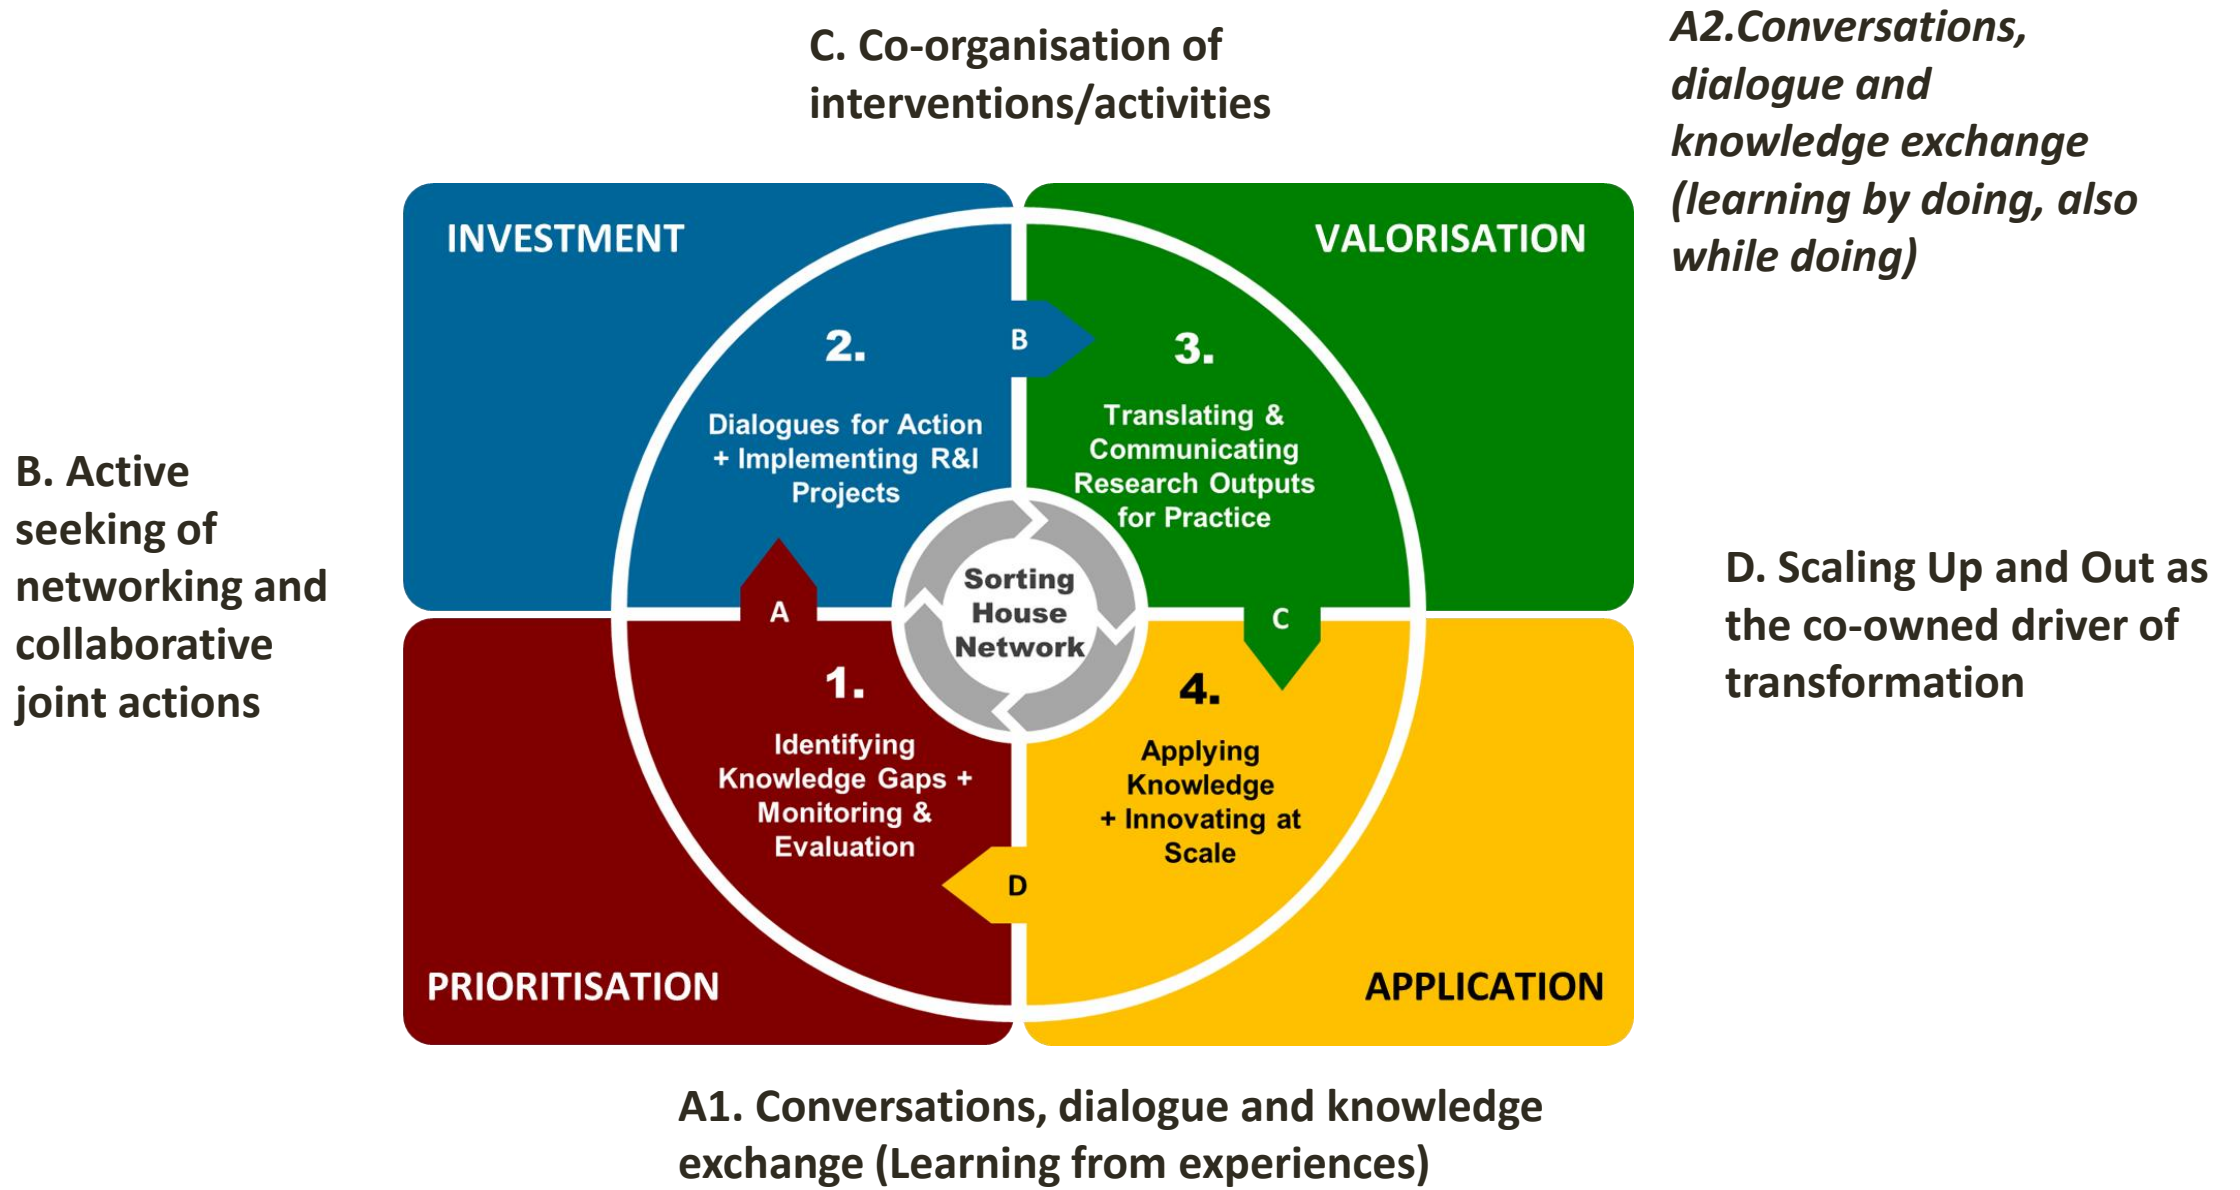 C. Co-organisation of
interventions/activities
A2.Conversations,
dialogue and
knowledge exchange
(learning by doing, also
while doing)
INVESTMENT
VALORISATION
2.
B
3.
Dialogues for Action
+ Implementing R&I
Projects
Translating &
Communicating
Research Outputs
for Practice
B. Active
seeking of
networking and
collaborative
joint actions
D. Scaling Up and Out as
the co-owned driver of
transformation
A
Sorting
House
Network
C
1.
4.
Identifying
Knowledge Gaps +
Monitoring &
Evaluation
Applying
Knowledge
+ Innovating at
Scale
D
PRIORITISATION
APPLICATION
A1. Conversations, dialogue and knowledge
exchange (Learning from experiences)